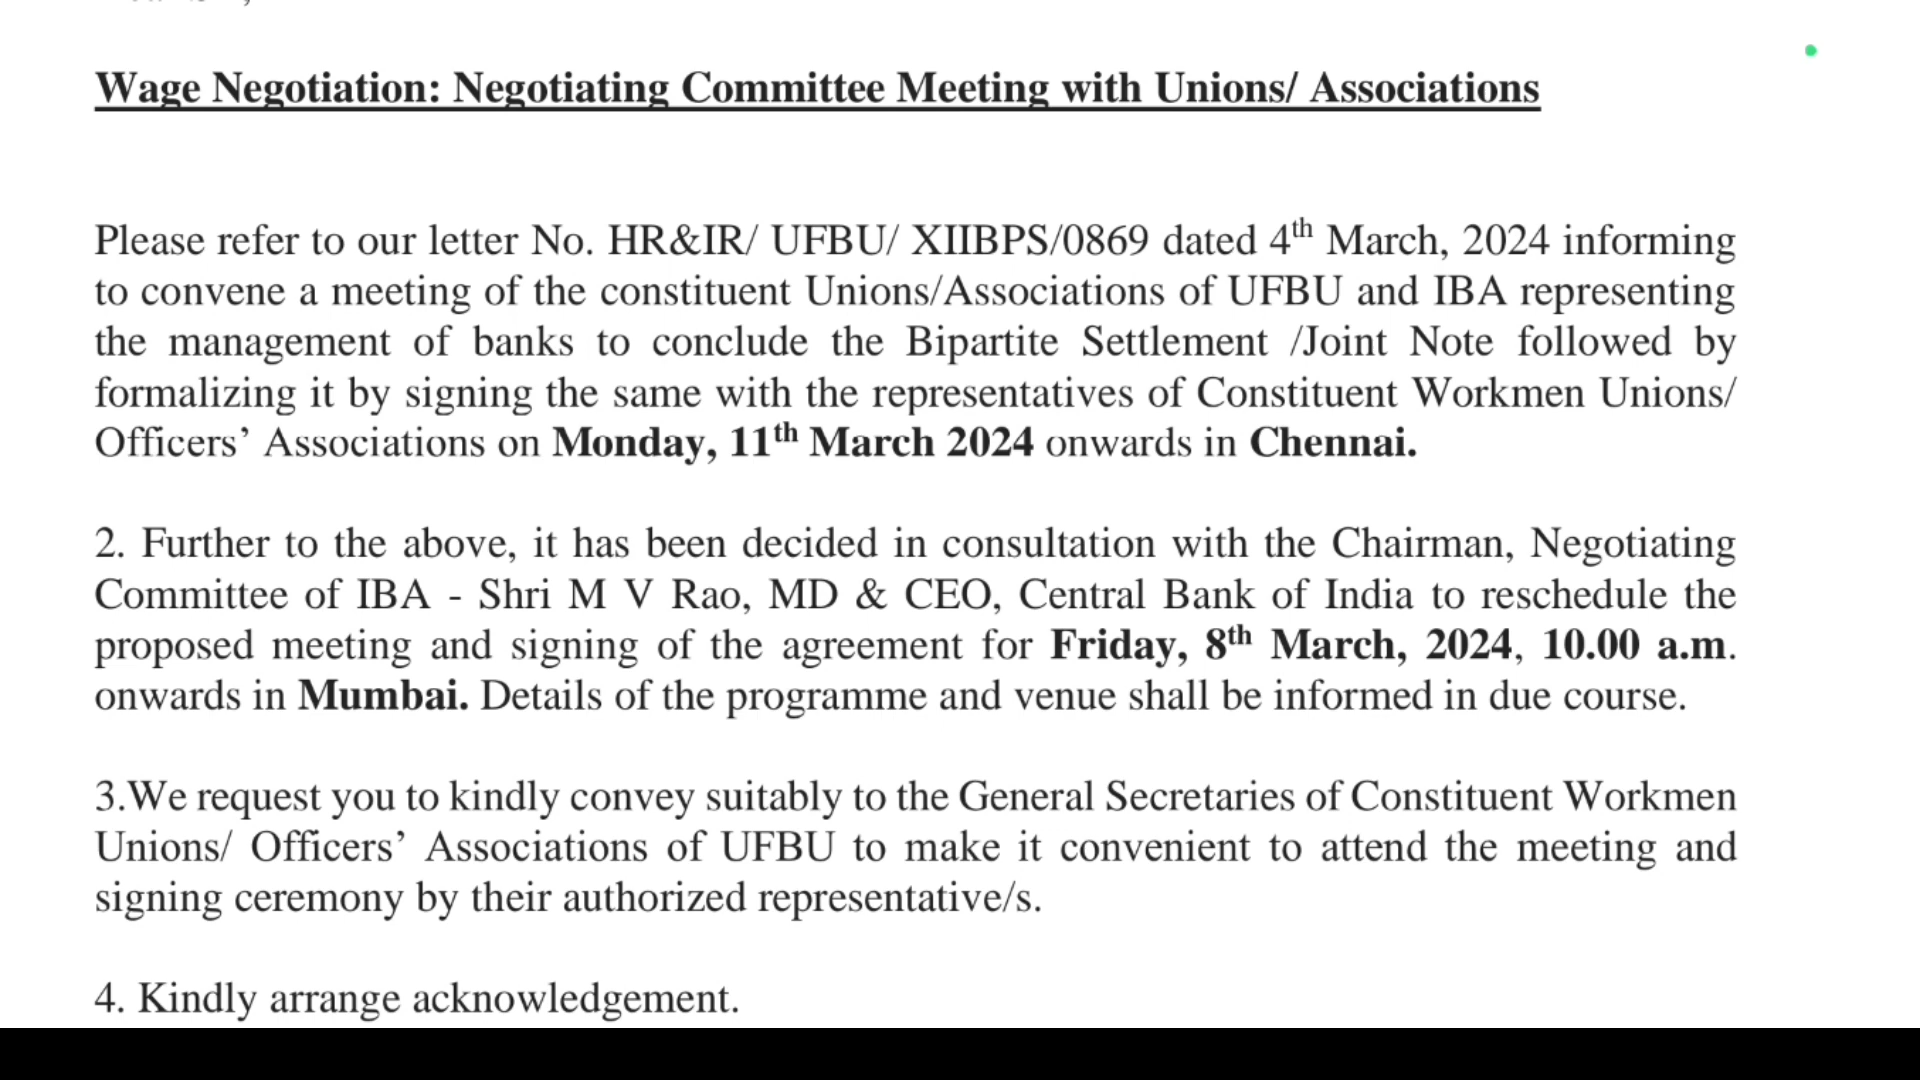 Wage Negotiation: Negotiating Committee Meeting with Unions/ Associations
Please refer to our letter No. HR&IR/ UFBU/ XIIBPS/0869 dated 4th March, 2024 informing
to convene a meeting of the constituent Unions/Associations of UFBU and IBA representing
the management of banks to conclude the Bipartite Settlement /Joint Note followed by
formalizing it by signing the same with the representatives of Constituent Workmen Unions/
Officers’ Associations on Monday, 11th March 2024 onwards in Chennai.
2. Further to the above, it has been decided in consultation with the Chairman, Negotiating
Committee of IBA - Shri M V Rao, MD & CEO, Central Bank of India to reschedule the
proposed meeting and signing of the agreement for Friday, 8th March, 2024, 10.00 a.m.
onwards in Mumbai. Details of the programme and venue shall be informed in due course.
3.We request you to kindly convey suitably to the General Secretaries of Constituent Workmen
Unions/ Officers’ Associations of UFBU to make it convenient to attend the meeting and
signing ceremony by their authorized representative/s.
4. Kindly arrange acknowledgement.